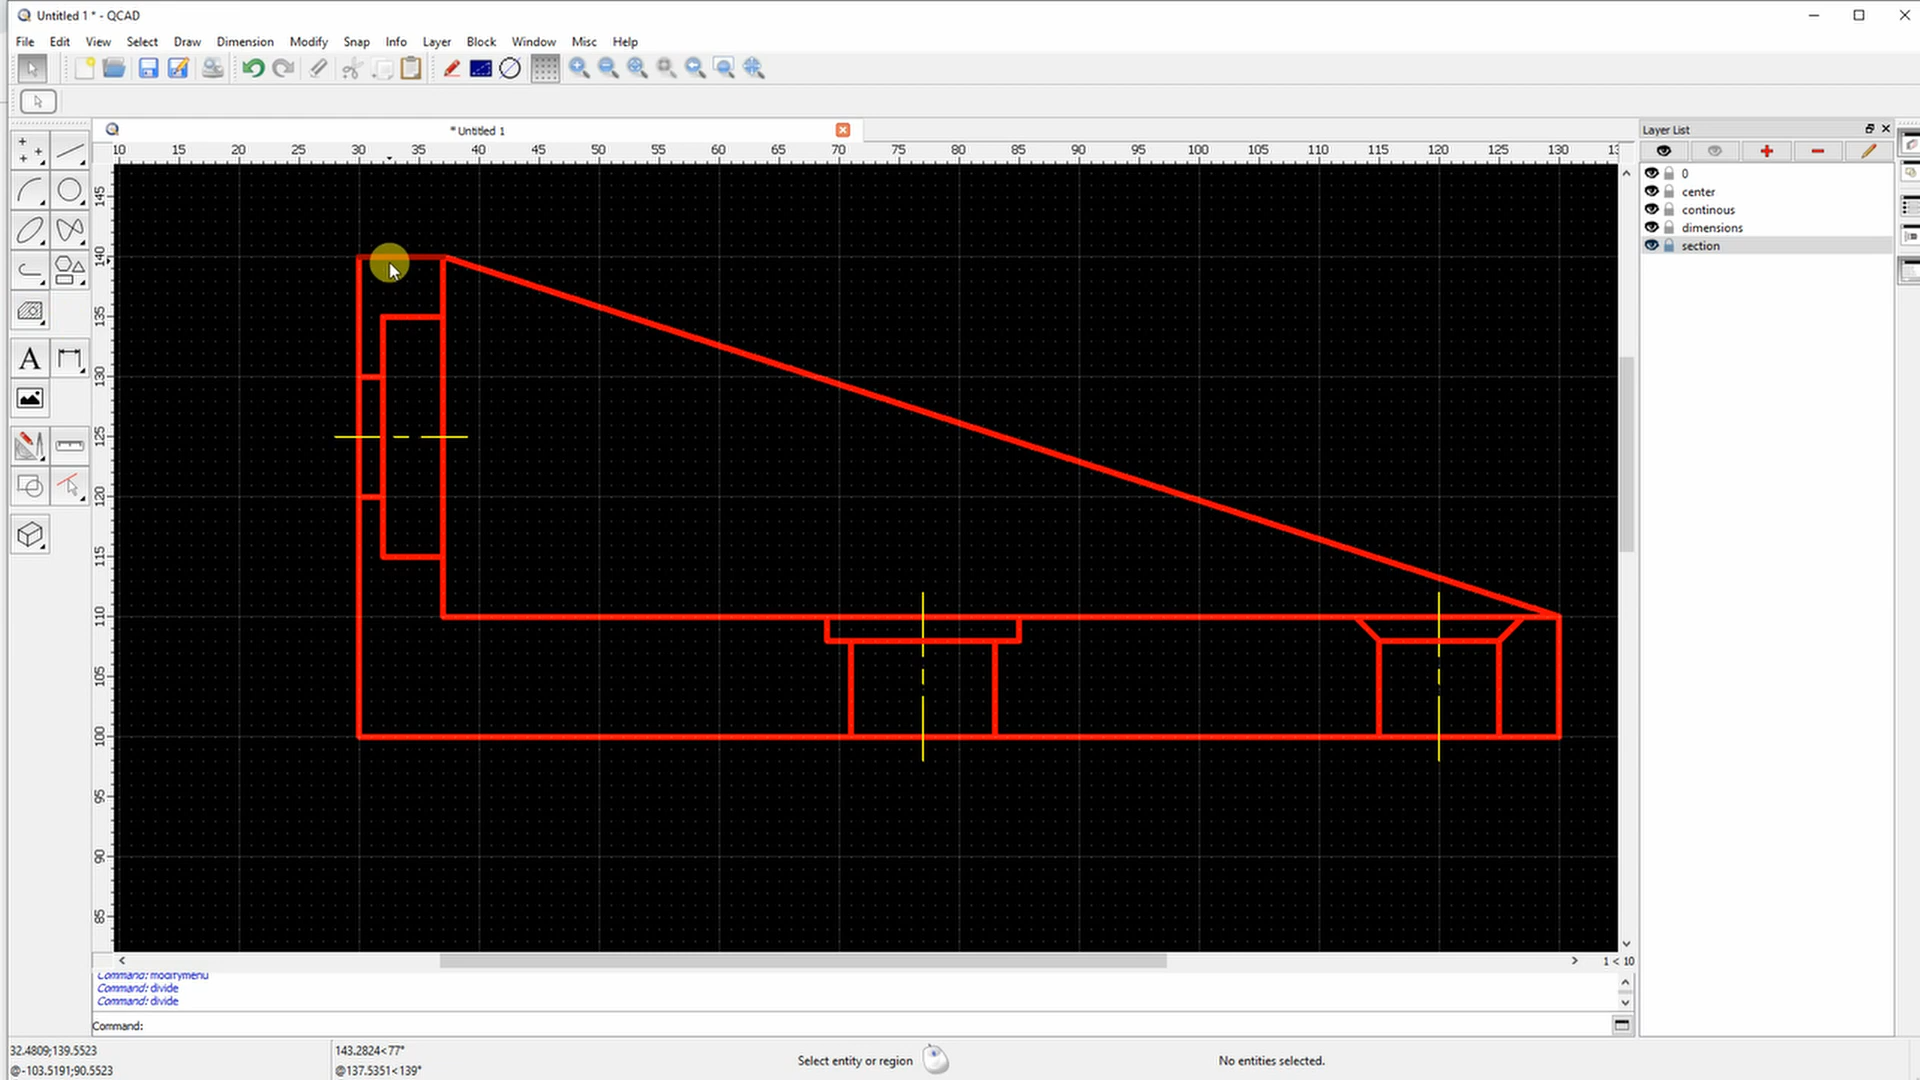 Untitled 1 * - QCAD
File Edit View Select Draw Dimension Modify Snap Info Layer Block Window Misc Help
* Untitled 1
Layer List
10 15 20 25 30 35 40 45 50 55 60 65 70 75 80 85 90 95 100 105 110 115 120 125 130 13
0
center
continous
dimensions
section
145
140
135
130
125
120
115
110
105
100
95
90
85
A
1 < 10
Command: modifymenu
Command: divide
Command: divide
Command:
32.4809;139.5523
@-103.5191;90.5523
143.2824<77°
@137.5351<139°
Select entity or region
No entities selected.